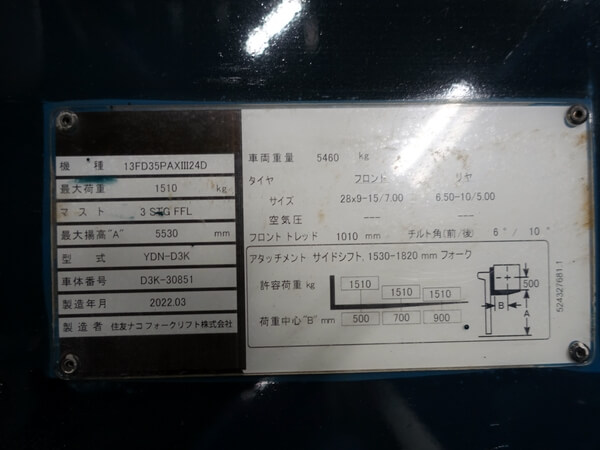 機 種 13FD35PAXⅢ24D
最大荷重 1510 kg
マスト 3 STG FFL
最大揚高"A" 5530 mm
型 式 YDN-D3K
車体番号 D3K-30851
製造年月 2022.03
製造者 住友ナコ フォークリフト株式会社
車両重量 5460 kg
タイヤ フロント リヤ
サイズ 28x9-15/7.00 6.50-10/5.00
空気圧 --- ---
フロント トレッド 1010 mm チルト角(前/後) 6°/ 10°
アタッチメント サイドシフト, 1530-1820 mm フォーク
許容荷重 kg 1510 1510 1510
荷重中心"B" mm 500 700 900
500
B
A
524327681.1